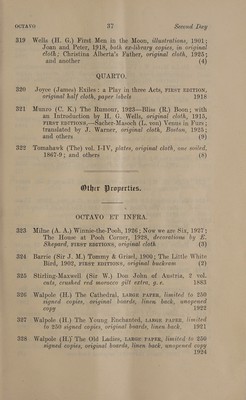 OCTAVO 37 Second Day
319 Wells (H. G.) First Men in the Moon, illustrations, 1901;
Joan and Peter, 1918, both ex-library copies, in original
cloth; Christina Alberta's Father, original cloth, 1925;
and another (4)
QUARTO.
320 Joyce (James) Exiles: a Play in three Acts, FIRST EDITION,
original half cloth, paper labels 1918
321 Munro (C. K.) The Rumour, 1923—Bliss (R.) Boon; with
an Introduction by H. G. Wells, original cloth, 1915,
FIRST EDITIONS.—Sacher-Masoch (L. von) Venus in Furs;
translated by J. Warner, original cloth, Boston, 1925;
and others (9)
322 Tomahawk (The) vol. I-IV, plates, original cloth, one soiled,
1867-9; and others (8)
Other Properties.
OCTAVO ET INFRA.
323 Milne (A. A.) Winnie-the-Pooh, 1926; Now we are Six, 1927;
The House at Pooh Corner, 1928, decorations by E.
Shepard, FIRST EDITIONS, original cloth (3)
324 Barrie (Sir J. M.) Tommy & Grizel, 1900; The Little White
Bird, 1902, FIRST EDITIONS, original buckram (2)
325 Stirling-Maxwell (Sir W.) Don John of Austria, 2 vol.
cuts, crushed red morocco gilt extra, g. e. 1883
326 Walpole (H.) The Cathedral, LARGE PAPER, limited to 250
signed copies, original boards, linen back, unopened
copy 1922
327 Walpole (H.) The Young Enchanted, LARGE PAPER, limited
to 250 signed copies, original boards, linen back. 1921
328 Walpole (H.) The Old Ladies, LARGE PAPER, limited to 250
signed copies, original boards, linen back, unopened copy
1924